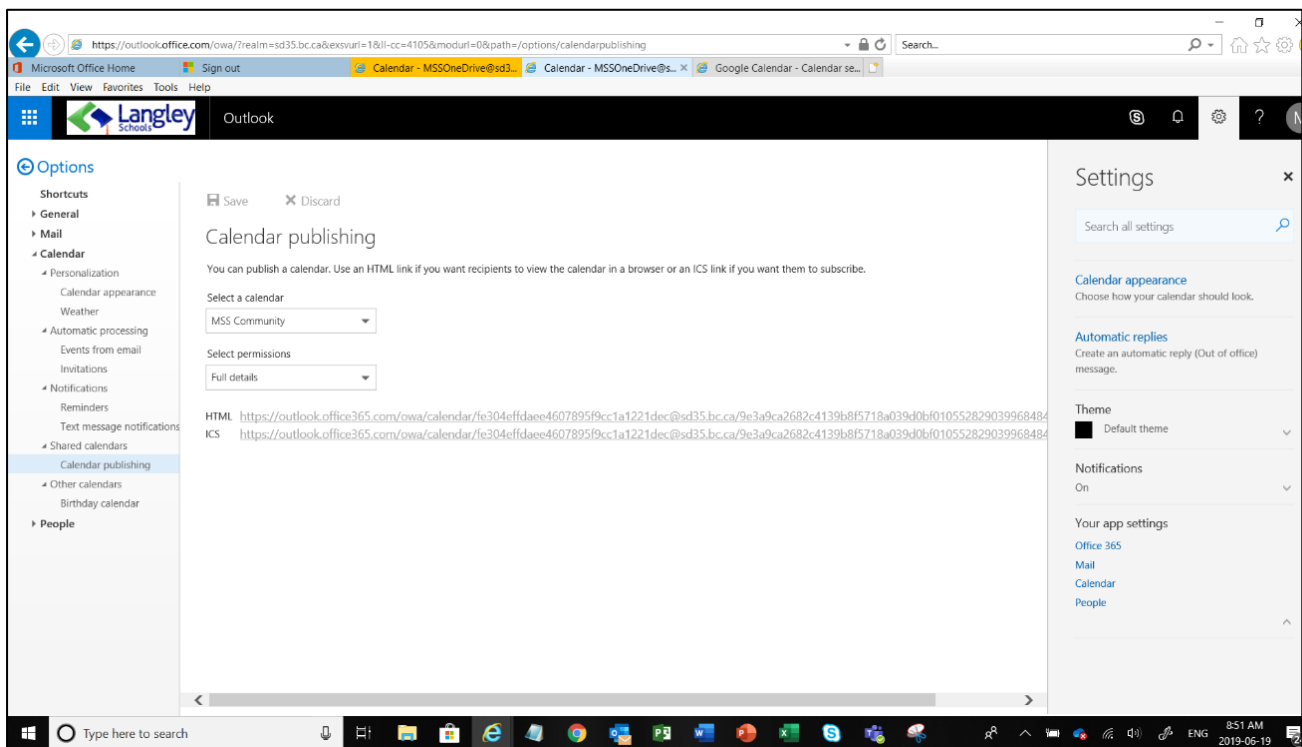 https://outlook.office.com/owa/?realm=sd35.bc.ca&exsvurl=1&ll-cc=4105&modurl=0&path=/options/calendarpublishing
Search...
Microsoft Office Home
Sign out
Calendar - MSSOneDrive@sd3...
Calendar - MSSOneDrive@s...
Google Calendar - Calendar se...
File Edit View Favorites Tools Help
Langley
Schools
Outlook
Options
Shortcuts
General
Mail
Calendar
Personalization
Calendar appearance
Weather
Automatic processing
Events from email
Invitations
Notifications
Reminders
Text message notifications
Shared calendars
Calendar publishing
Other calendars
Birthday calendar
People
Save Discard
Calendar publishing
You can publish a calendar. Use an HTML link if you want recipients to view the calendar in a browser or an ICS link if you want them to subscribe.
Select a calendar
MSS Community
Select permissions
Full details
HTML https://outlook.office365.com/owa/calendar/fe304effdaee4607895f9cc1a1221dec@sd35.bc.ca/9e3a9ca2682c4139b8f5718a039d0bf01055282903996848
ICS https://outlook.office365.com/owa/calendar/fe304effdaee4607895f9cc1a1221dec@sd35.bc.ca/9e3a9ca2682c4139b8f5718a039d0bf01055282903996848
Settings
Search all settings
Calendar appearance
Choose how your calendar should look.
Automatic replies
Create an automatic reply (Out of office)
message.
Theme
Default theme
Notifications
On
Your app settings
Office 365
Mail
Calendar
People
Type here to search
ENG
8:51 AM
2019-06-19